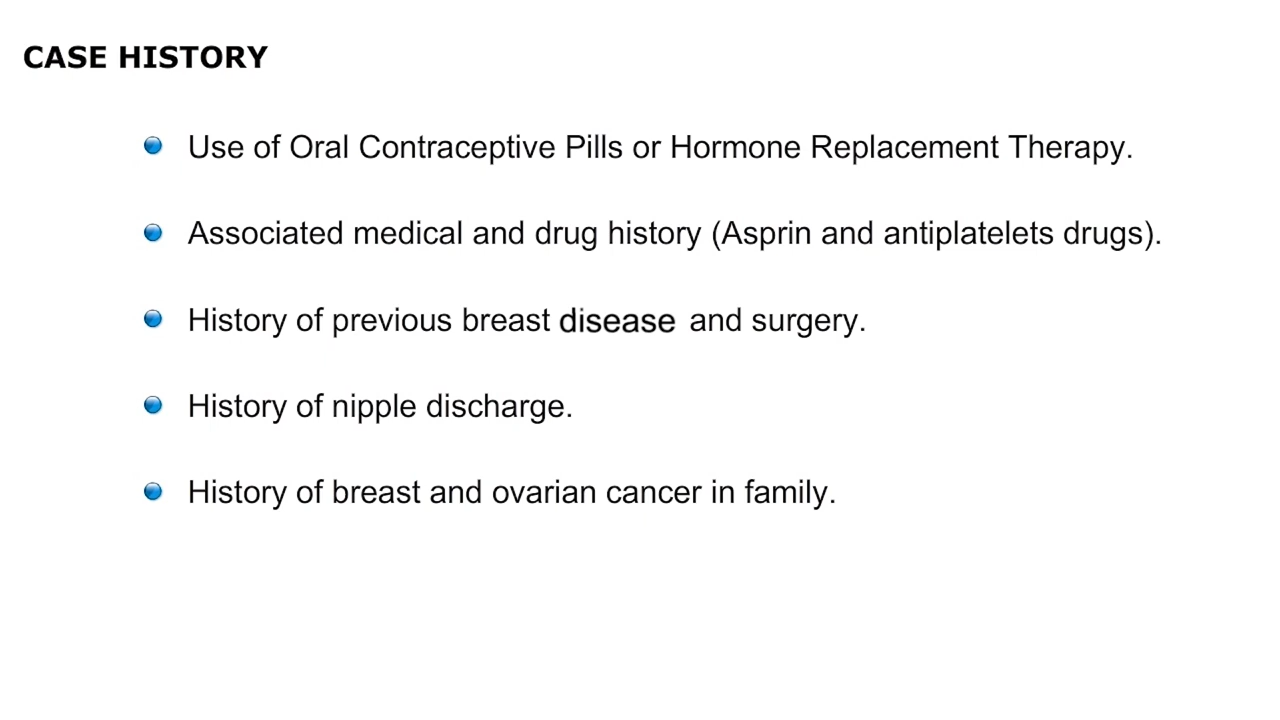 CASE HISTORY
Use of Oral Contraceptive Pills or Hormone Replacement Therapy.
Associated medical and drug history (Asprin and antiplatelets drugs).
History of previous breast disease and surgery.
History of nipple discharge.
History of breast and ovarian cancer in family.